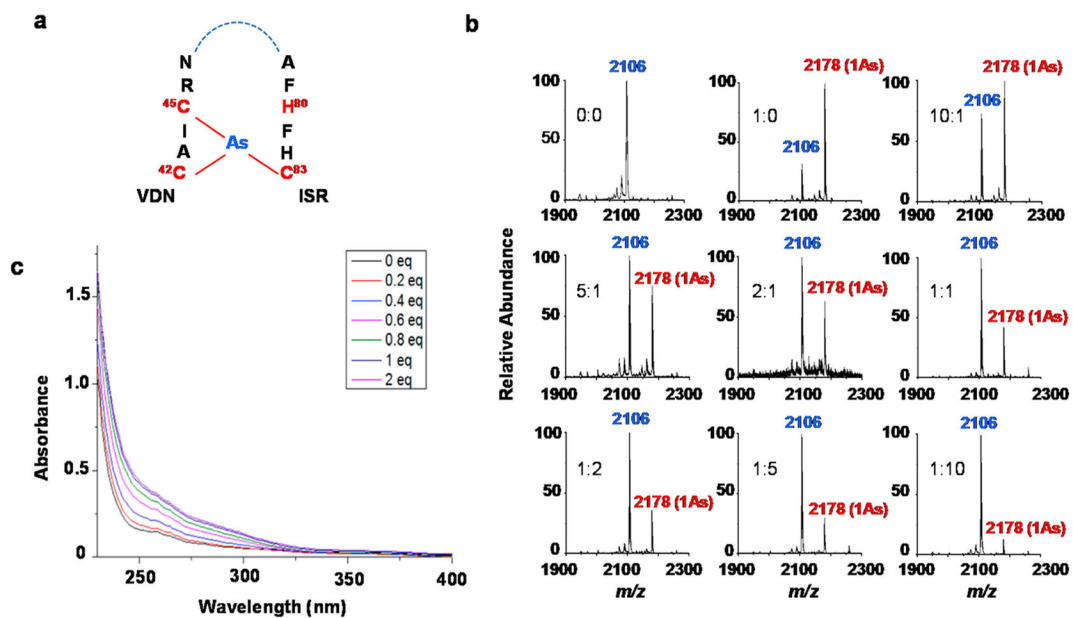 a
N
A
R
F
45C
H80
I
F
As
A
H
42C
C83
VDN
ISR
b
Relative Abundance
2106
0:0
100
50
0
1900
2100
2300
2178 (1As)
2106
1:0
100
50
0
1900
2100
2300
2178 (1As)
2106
10:1
100
50
0
1900
2100
2300
2106
2178 (1As)
5:1
100
50
0
1900
2100
2300
2106
2178 (1As)
2:1
100
50
0
1900
2100
2300
2106
2178 (1As)
1:1
100
50
0
1900
2100
2300
2106
2178 (1As)
1:2
100
50
0
1900
2100
2300
m/z
2106
2178 (1As)
1:5
100
50
0
1900
2100
2300
m/z
2106
2178 (1As)
1:10
100
50
0
1900
2100
2300
m/z
c
0 eq
0.2 eq
0.4 eq
0.6 eq
0.8 eq
1 eq
2 eq
Absorbance
1.5
1.0
0.5
0
250
300
350
400
Wavelength (nm)